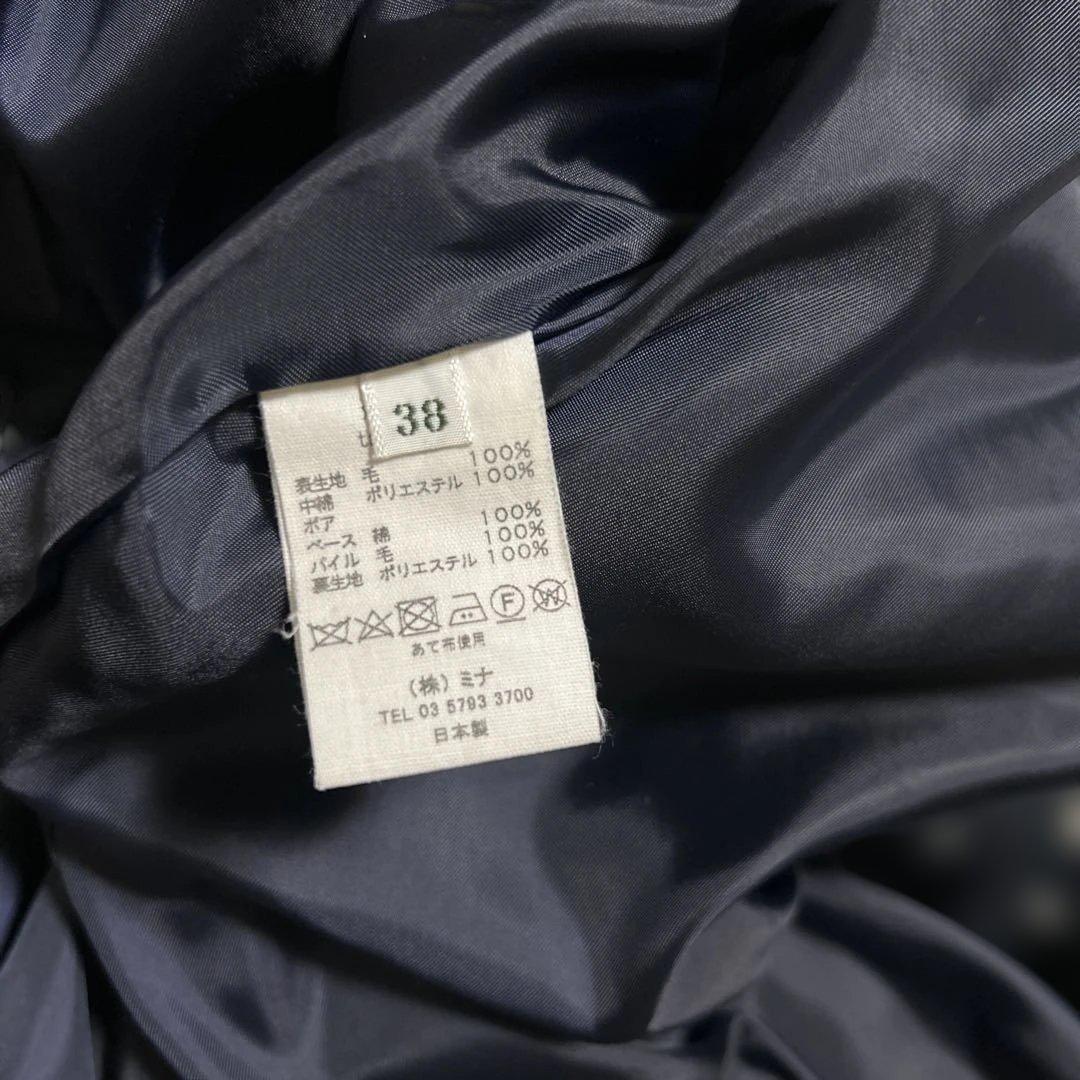 38
表生地 毛 100%
中綿 ポリエステル 100%
ボア
ベース 綿 100%
パイル 毛 100%
裏生地 ポリエステル 100%
F W
あて布使用
(株)ミナ
TEL 03 5793 3700
日本製